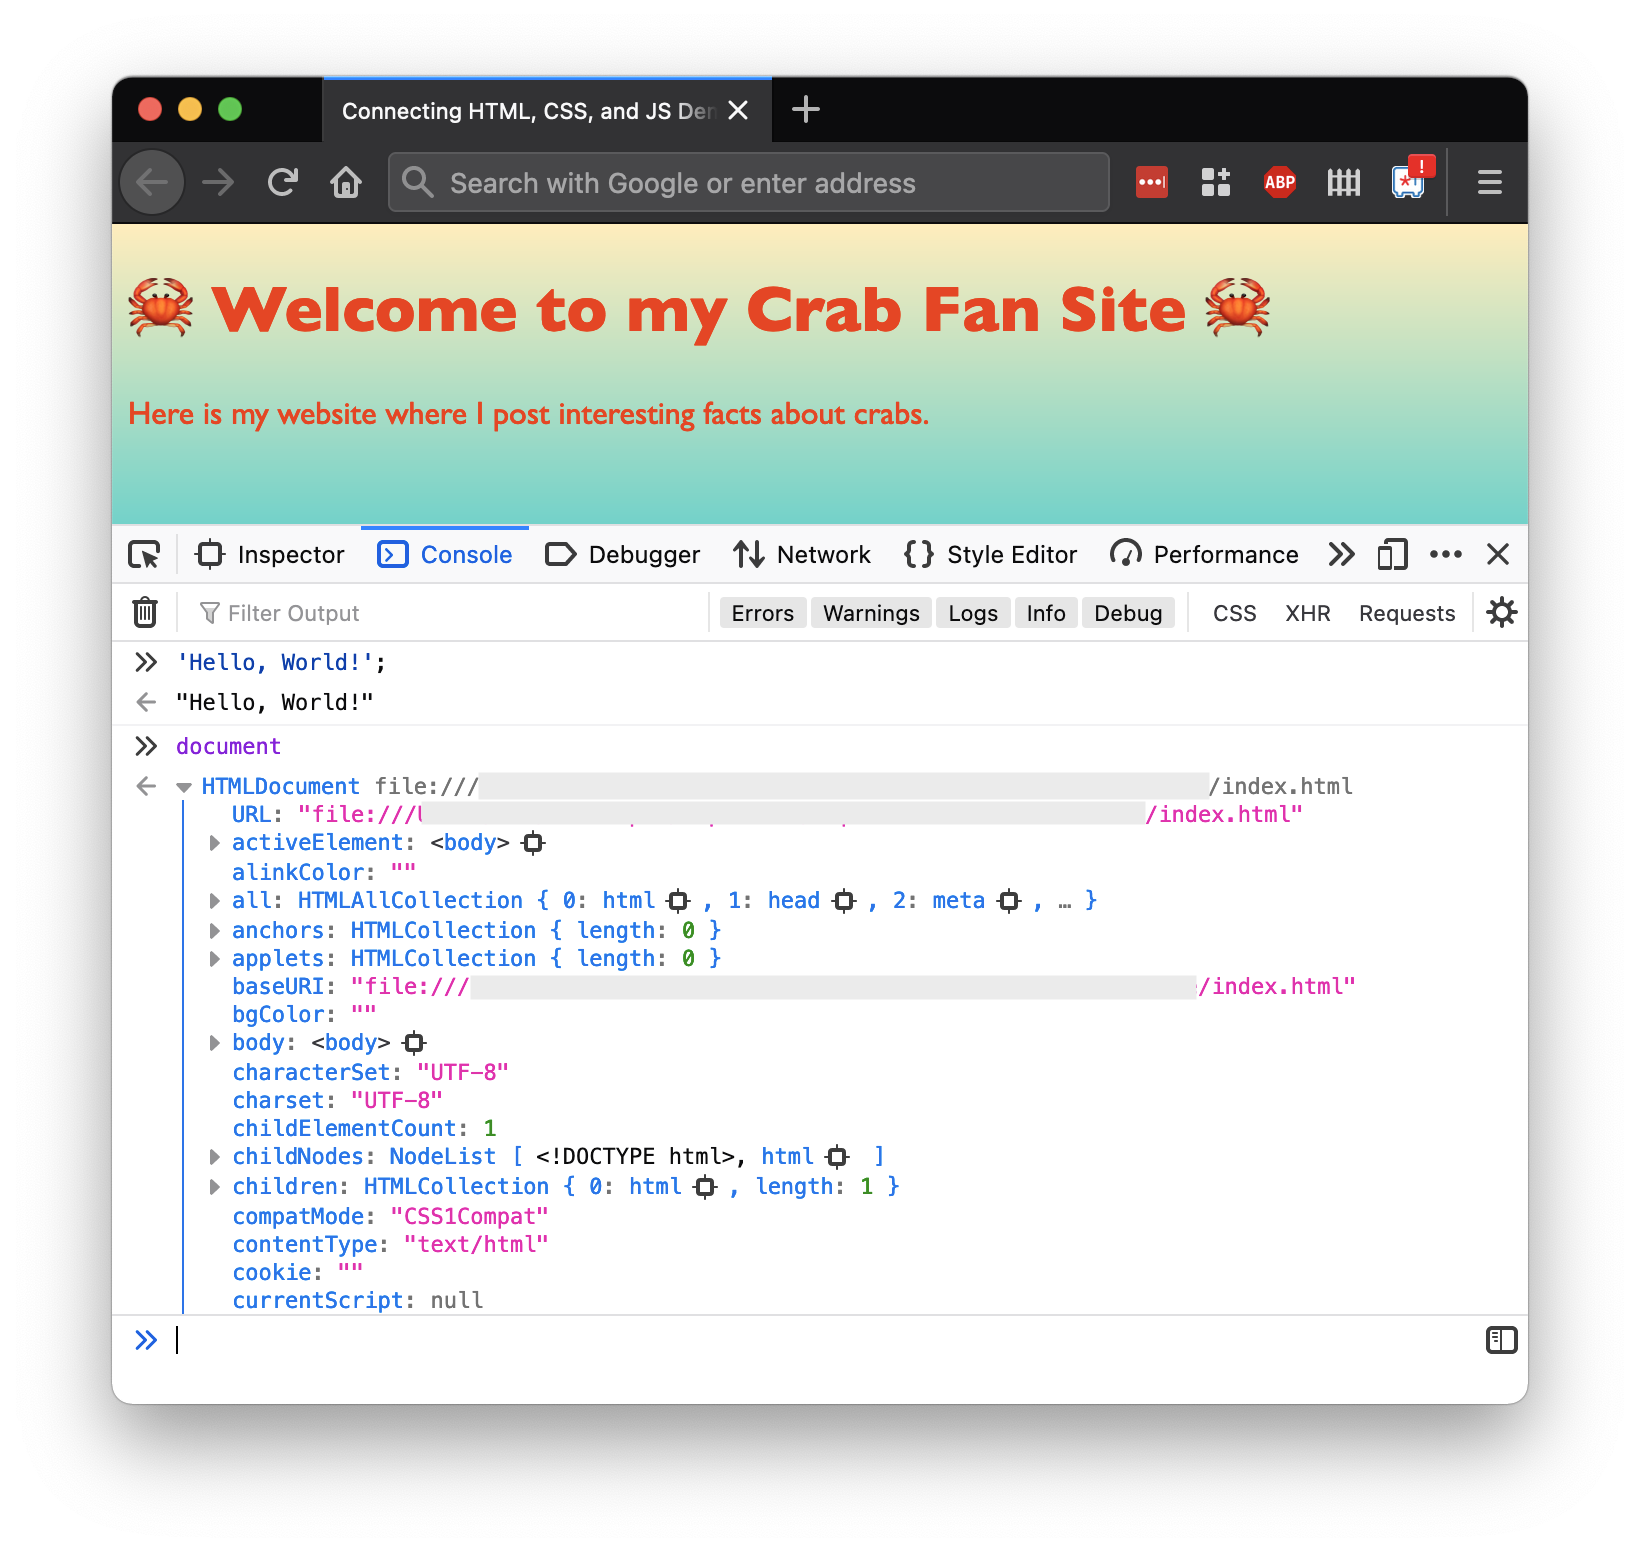 Connecting HTML, CSS, and JS Den
Search with Google or enter address
ABP
!
🦀 Welcome to my Crab Fan Site 🦀
Here is my website where I post interesting facts about crabs.
Inspector Console Debugger Network Style Editor Performance
Filter Output Errors Warnings Logs Info Debug CSS XHR Requests
'Hello, World!';
"Hello, World!"
document
HTMLDocument file:/// /index.html
URL: "file:/// /index.html"
activeElement: <body>
alinkColor: ""
all: HTMLAllCollection { 0: html , 1: head , 2: meta , … }
anchors: HTMLCollection { length: 0 }
applets: HTMLCollection { length: 0 }
baseURI: "file:/// /index.html"
bgColor: ""
body: <body>
characterSet: "UTF-8"
charset: "UTF-8"
childElementCount: 1
childNodes: NodeList [ <!DOCTYPE html>, html ]
children: HTMLCollection { 0: html , length: 1 }
compatMode: "CSS1Compat"
contentType: "text/html"
cookie: ""
currentScript: null